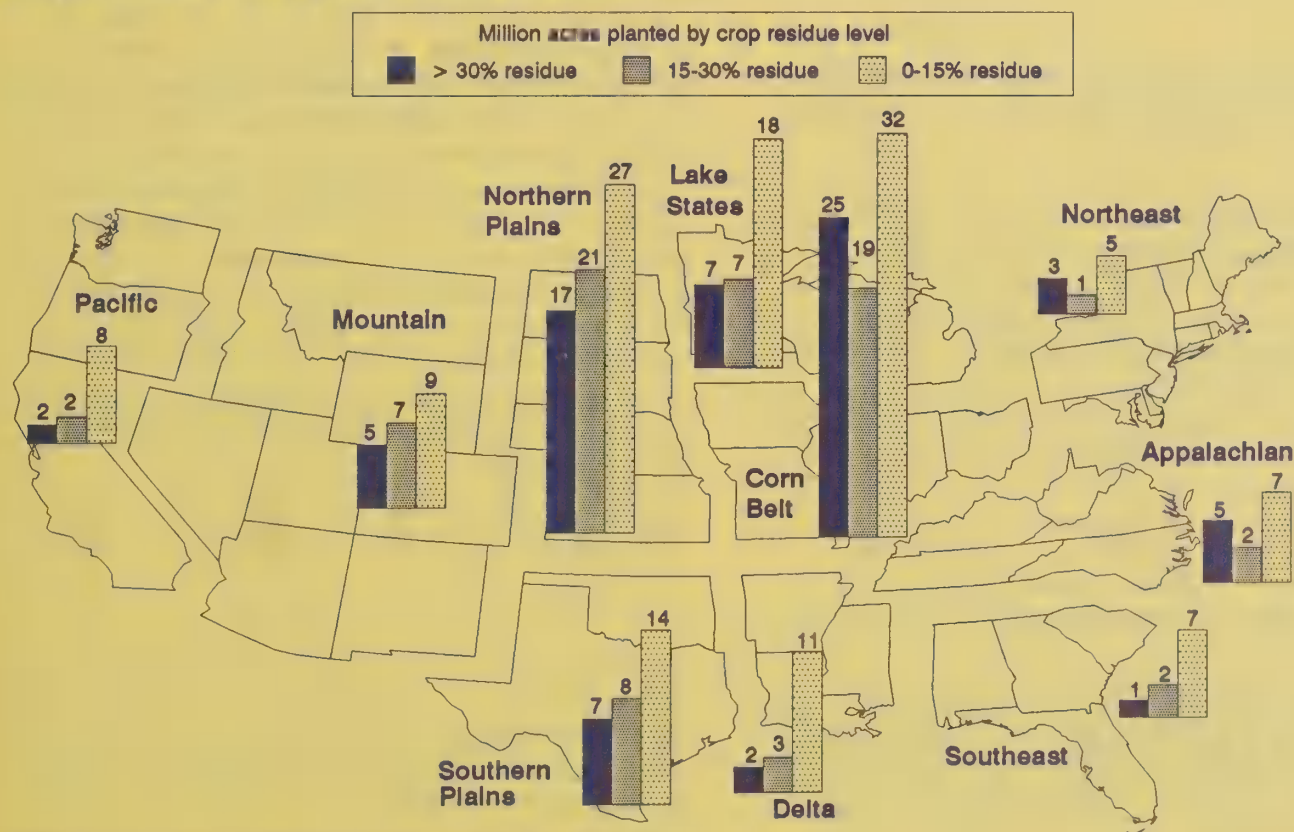 Million acres planted by crop residue level
> 30% residue 15-30% residue 0-15% residue
Pacific
2 2 8
Mountain
5 7 9
Northern
Plains
17 21 27
Lake
States
7 7 18
Corn
Belt
25 19 32
Northeast
3 1 5
Appalachian
5 2 7
Southern
Plains
7 8 14
Delta
2 3 11
Southeast
1 2 7